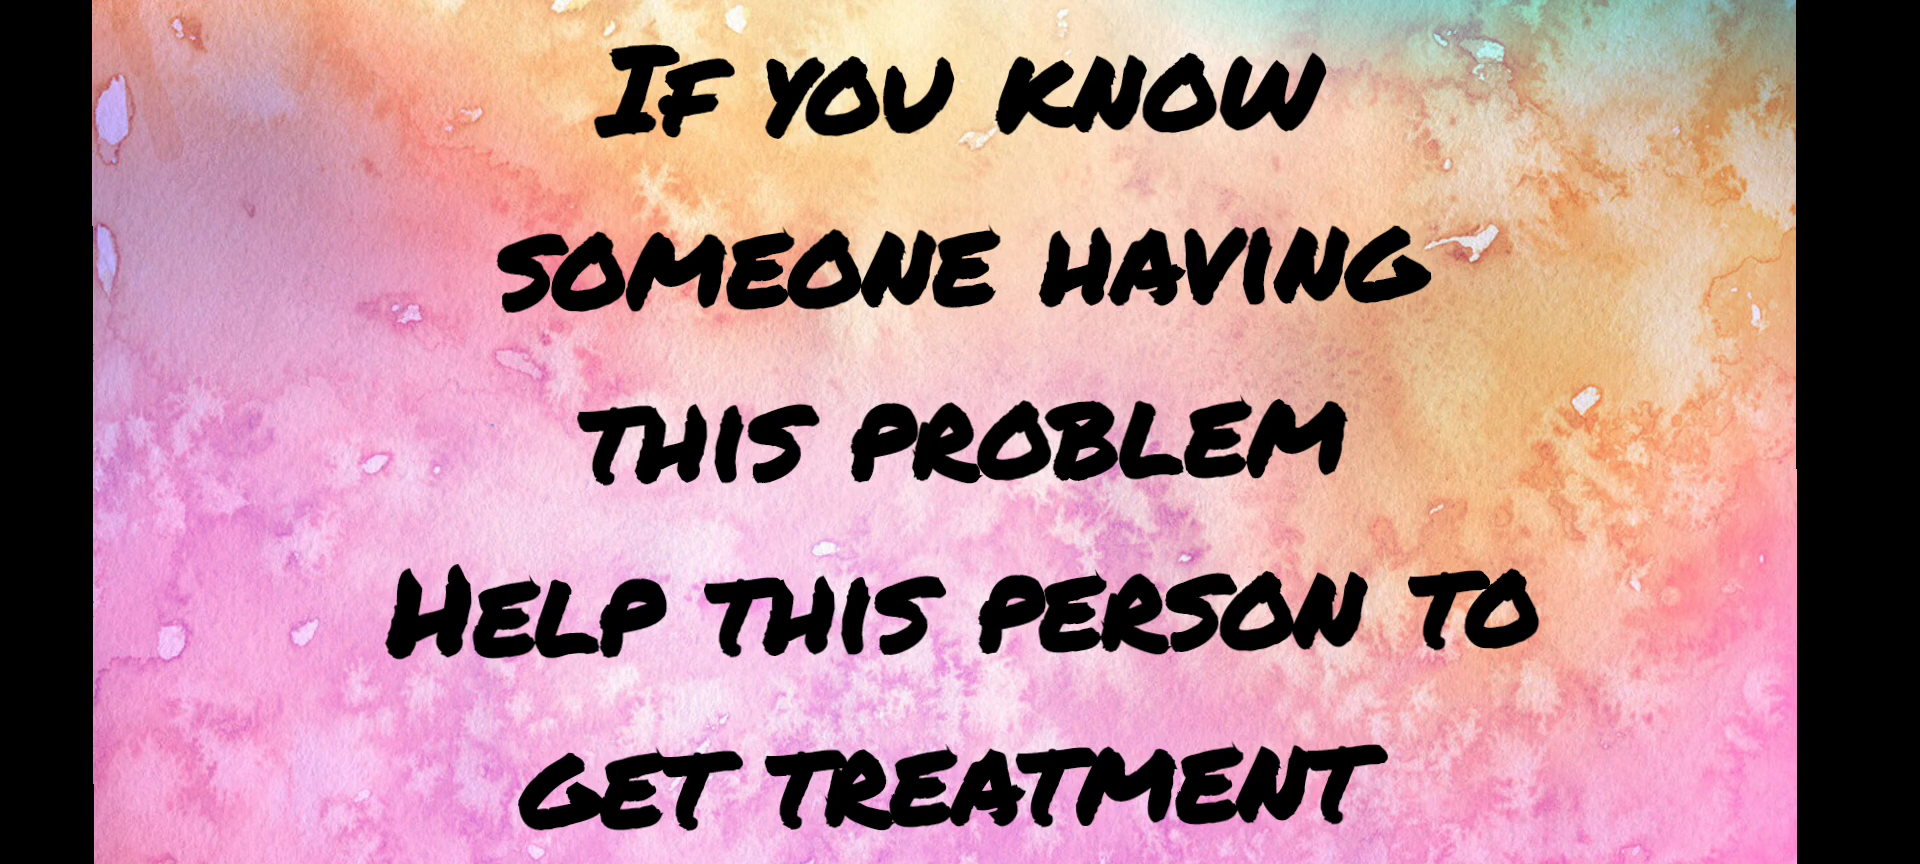 If you know
someone having
this problem
Help this person to
get treatment